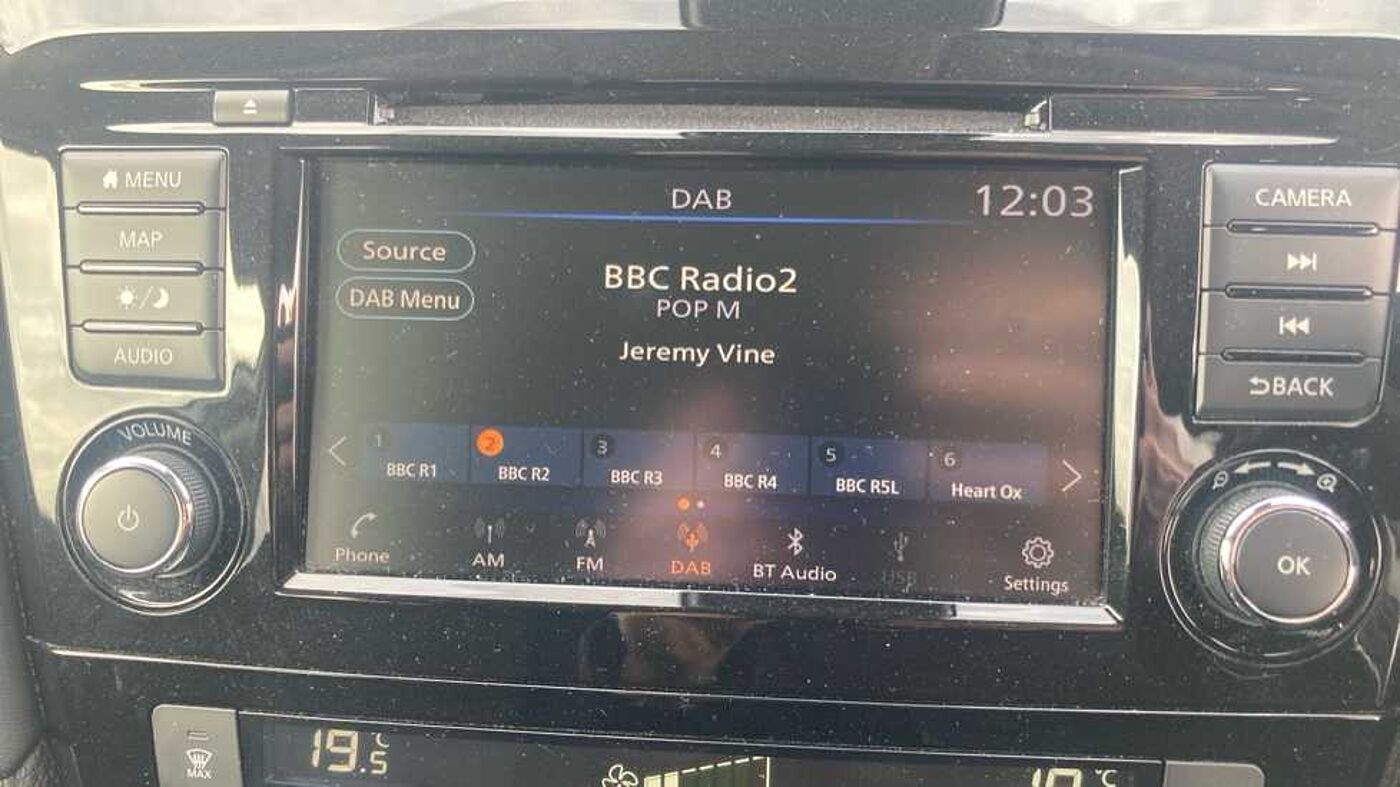 MENU
MAP
AUDIO
VOLUME
DAB
12:03
Source
DAB Menu
BBC Radio2
POP M
Jeremy Vine
1 BBC R1
2 BBC R2
3 BBC R3
4 BBC R4
5 BBC R5L
6 Heart Ox
Phone
AM
FM
DAB
BT Audio
USB
Settings
CAMERA
BACK
OK
MAX
19.5°C
°C